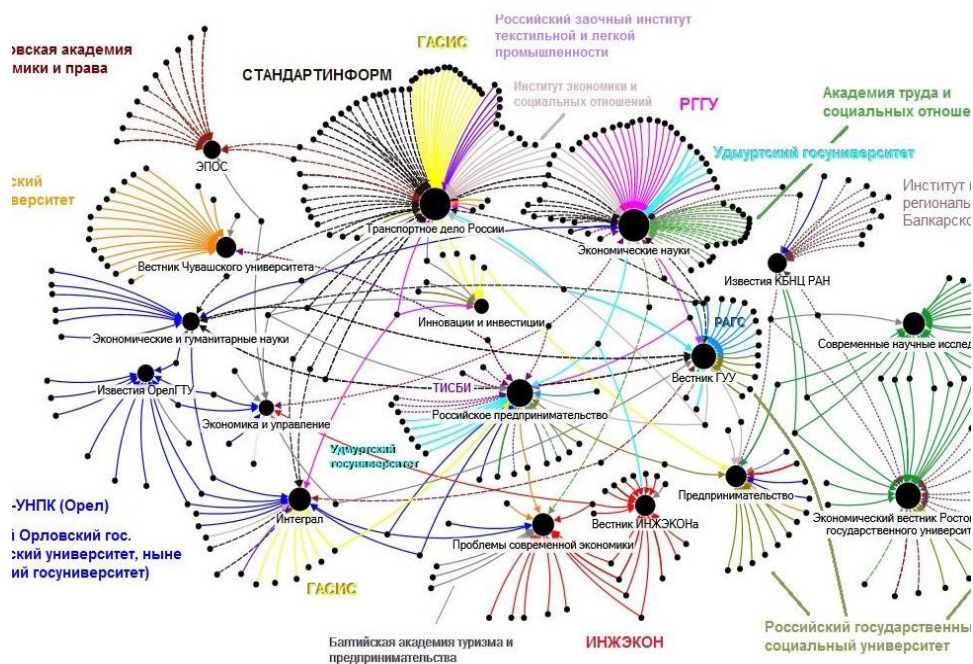 Российский заочный институт
текстильной и легкой
промышленности
ГАСИС
овская академия
мики и права
СТАНДАРТИНФОРМ
Институт экономики и
социальных отношений
РГГУ
Академия труда и
социальных отноше
ЭПОС
Удмуртский госуниверситет
ский
университет
Институт
региональ
Балкарско
Транспортное дело России
Экономические науки
Вестник Чувашского университета
Известия КБНЦ РАН
Инновации и инвестиции
РАГС
Экономические и гуманитарные науки
Современные научные исслед
Вестник ГУУ
Известия ОрелГТУ
ТИСБИ
Российское предпринимательство
Экономика и управление
Удмуртский
госуниверситет
Предпринимательство
-УНПК (Орел)
Интеграл
Вестник ИНЖЭКОНа
Экономический вестник Росто
государственного университ
й Орловский гос.
ский университет, ныне
кий госуниверситет)
Проблемы современной экономики
ГАСИС
Российский государственны
социальный университет
Балтийская академия туризма и
предпринимательства
ИНЖЭКОН